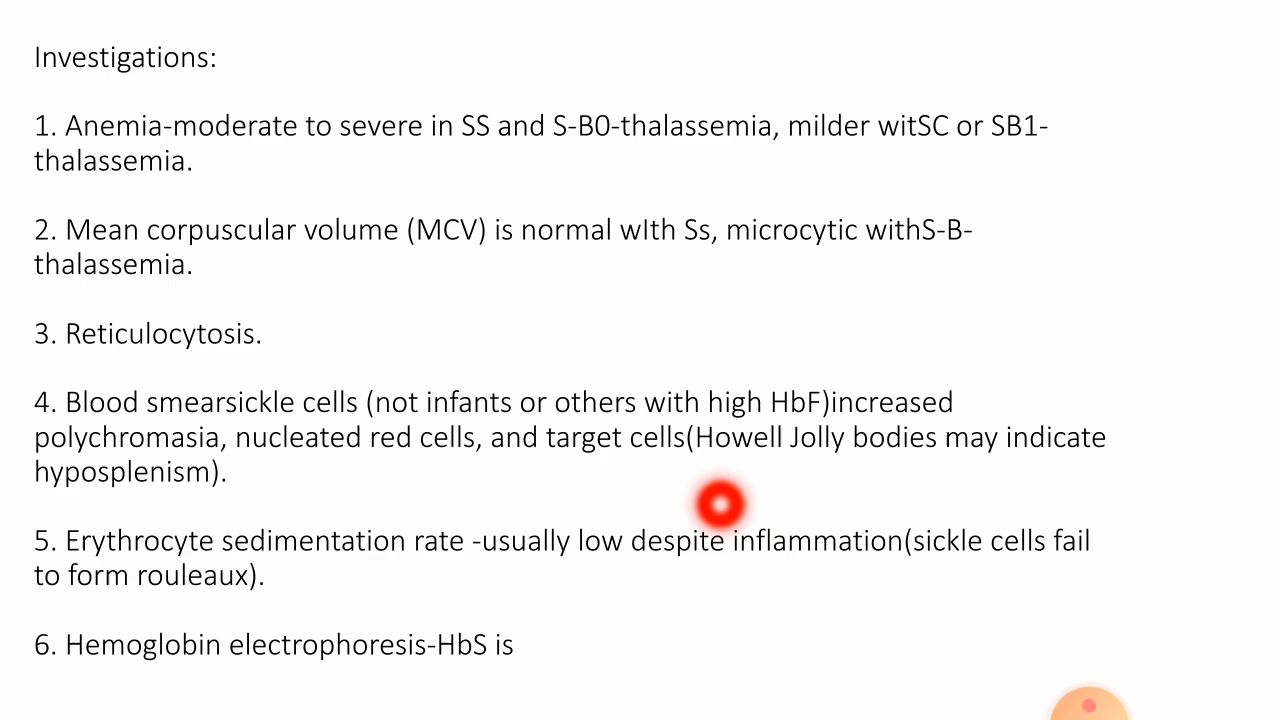 Investigations:
1. Anemia-moderate to severe in SS and S-B0-thalassemia, milder witSC or SB1-
thalassemia.
2. Mean corpuscular volume (MCV) is normal wIth Ss, microcytic withS-B-
thalassemia.
3. Reticulocytosis.
4. Blood smearsickle cells (not infants or others with high HbF)increased
polychromasia, nucleated red cells, and target cells(Howell Jolly bodies may indicate
hyposplenism).
5. Erythrocyte sedimentation rate -usually low despite inflammation(sickle cells fail
to form rouleaux).
6. Hemoglobin electrophoresis-HbS is